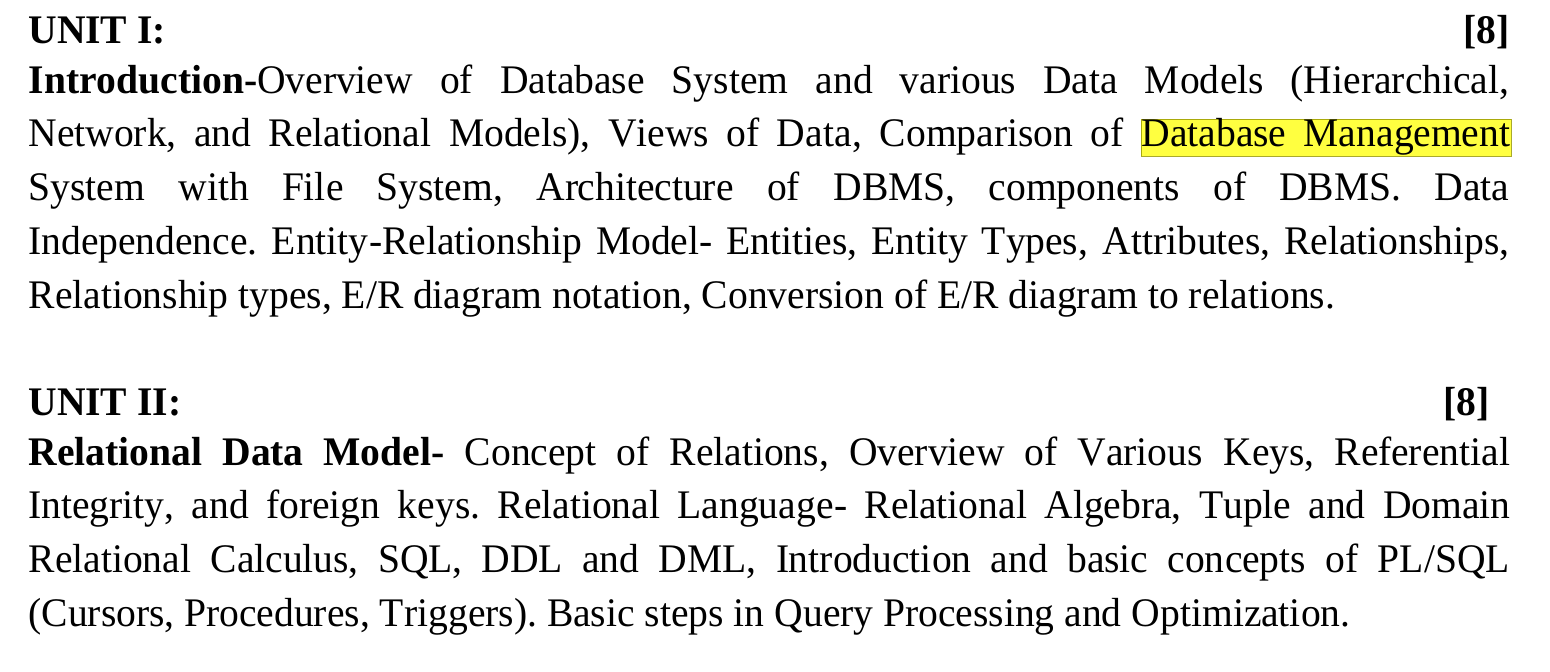 UNIT I: [8]
Introduction-Overview of Database System and various Data Models (Hierarchical,
Network, and Relational Models), Views of Data, Comparison of Database Management
System with File System, Architecture of DBMS, components of DBMS. Data
Independence. Entity-Relationship Model- Entities, Entity Types, Attributes, Relationships,
Relationship types, E/R diagram notation, Conversion of E/R diagram to relations.
UNIT II: [8]
Relational Data Model- Concept of Relations, Overview of Various Keys, Referential
Integrity, and foreign keys. Relational Language- Relational Algebra, Tuple and Domain
Relational Calculus, SQL, DDL and DML, Introduction and basic concepts of PL/SQL
(Cursors, Procedures, Triggers). Basic steps in Query Processing and Optimization.